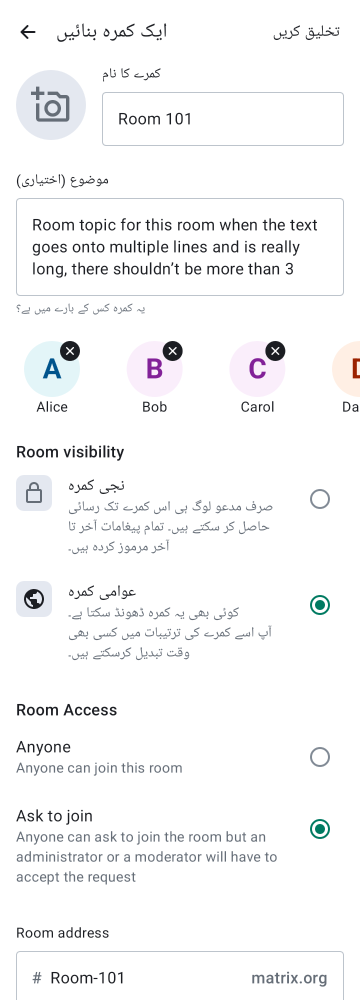 ایک کمرہ بنائیں
تخلیق کریں
کمرے کا نام
Room 101
موضوع (اختیاری)
Room topic for this room when the text
goes onto multiple lines and is really
long, there shouldn’t be more than 3
یہ کمرہ کس کے بارے میں ہے؟
A
B
C
Alice
Bob
Carol
Da
Room visibility
نجی کمرہ
صرف مدعو لوگ ہی اس کمرے تک رسائی
حاصل کر سکتے ہیں۔ تمام پیغامات آخر تا
آخر مرموز کردہ ہیں۔
عوامی کمرہ
کوئی بھی یہ کمرہ ڈھونڈ سکتا ہے۔
آپ اسے کمرے کی ترتیبات میں کسی بھی
وقت تبدیل کرسکتے ہیں۔
Room Access
Anyone
Anyone can join this room
Ask to join
Anyone can ask to join the room but an
administrator or a moderator will have to
accept the request
Room address
# Room-101
matrix.org